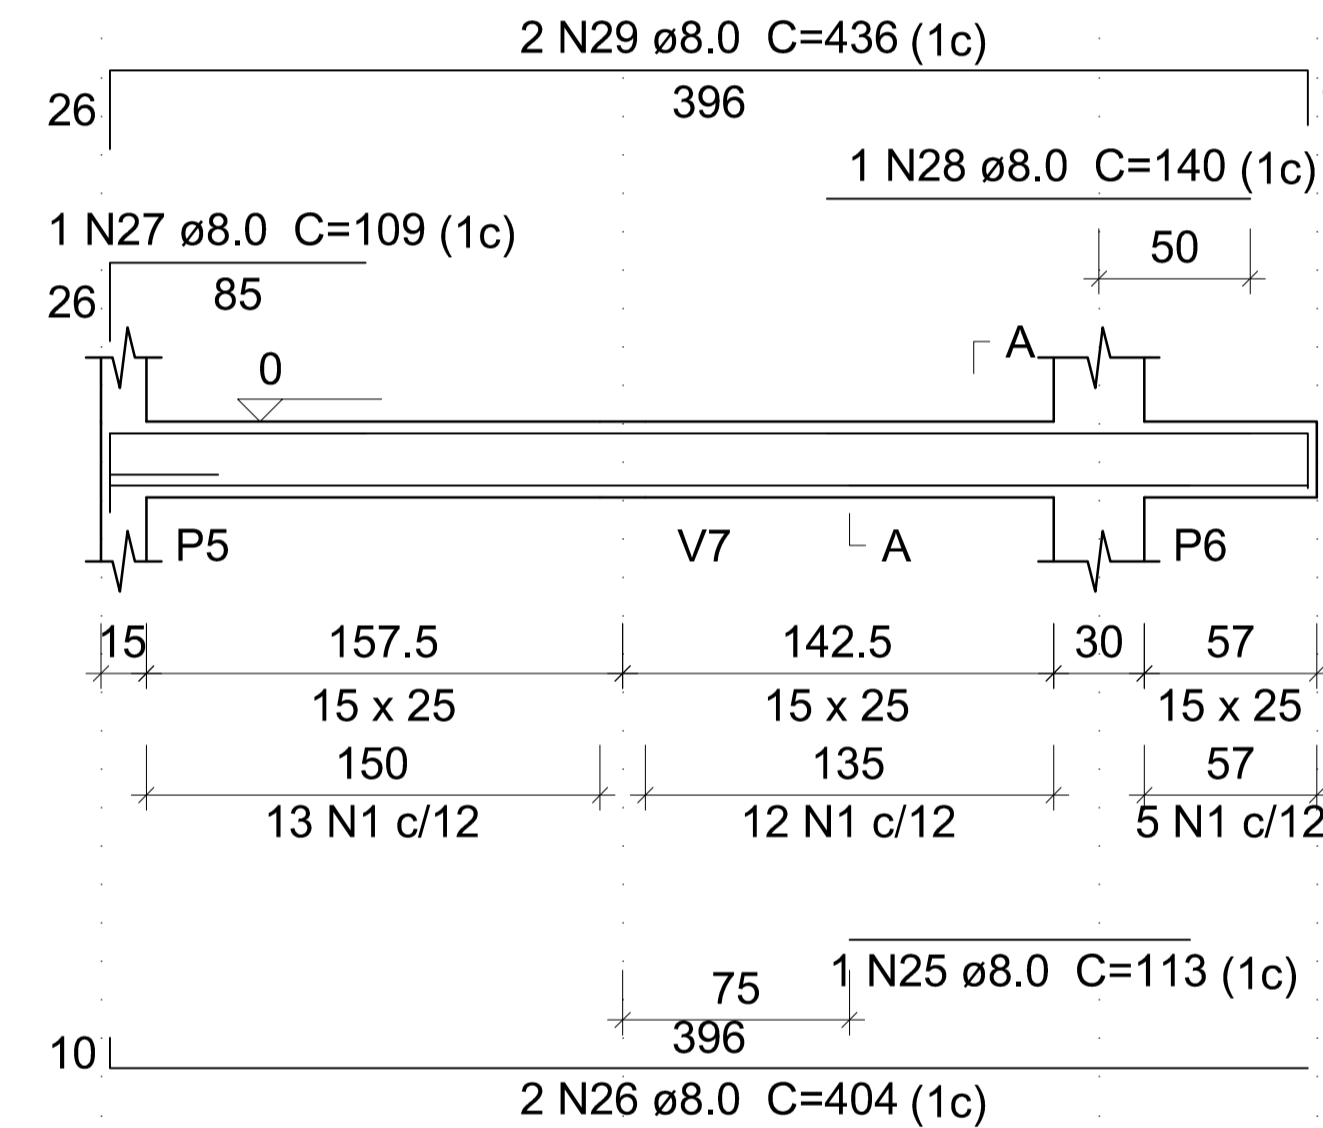 2 N29 ø8.0 C=436 (1c)
26
396
1 N28 ø8.0 C=140 (1c)
1 N27 ø8.0 C=109 (1c)
50
26
85
A
0
P5
V7
A
P6
15
157.5
142.5
30
57
15 x 25
15 x 25
15 x 25
150
135
57
13 N1 c/12
12 N1 c/12
5 N1 c/12
1 N25 ø8.0 C=113 (1c)
75
396
10
2 N26 ø8.0 C=404 (1c)